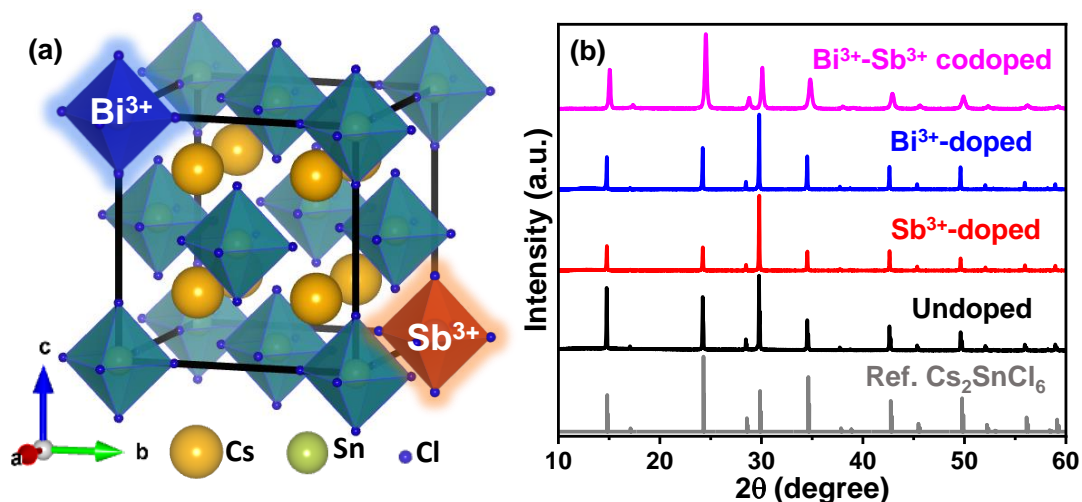 (a)
Bi³⁺
Sb³⁺
c
a
b
Cs
Sn
Cl
(b)
Bi³⁺-Sb³⁺ codoped
Bi³⁺-doped
Sb³⁺-doped
Undoped
Ref. Cs₂SnCl₆
Intensity (a.u.)
10 20 30 40 50 60
2θ (degree)